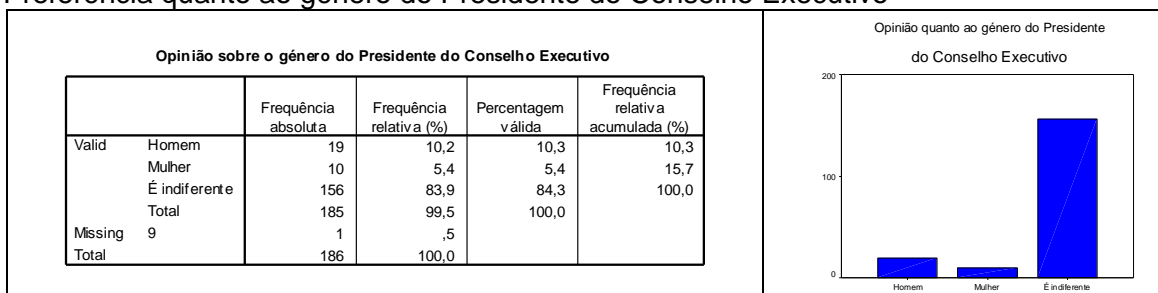 Preferência quanto ao género do Presidente do Conselho Executivo
Opinião sobre o género do Presidente do Conselho Executivo
Frequência absoluta Frequência relativa (%) Percentagem válida Frequência relativa acumulada (%)
Valid Homem 19 10,2 10,3 10,3
Mulher 10 5,4 5,4 15,7
É indiferente 156 83,9 84,3 100,0
Total 185 99,5 100,0
Missing 9 1 ,5
Total 186 100,0
Opinião quanto ao género do Presidente
do Conselho Executivo
200
100
0
Homem Mulher É indiferente